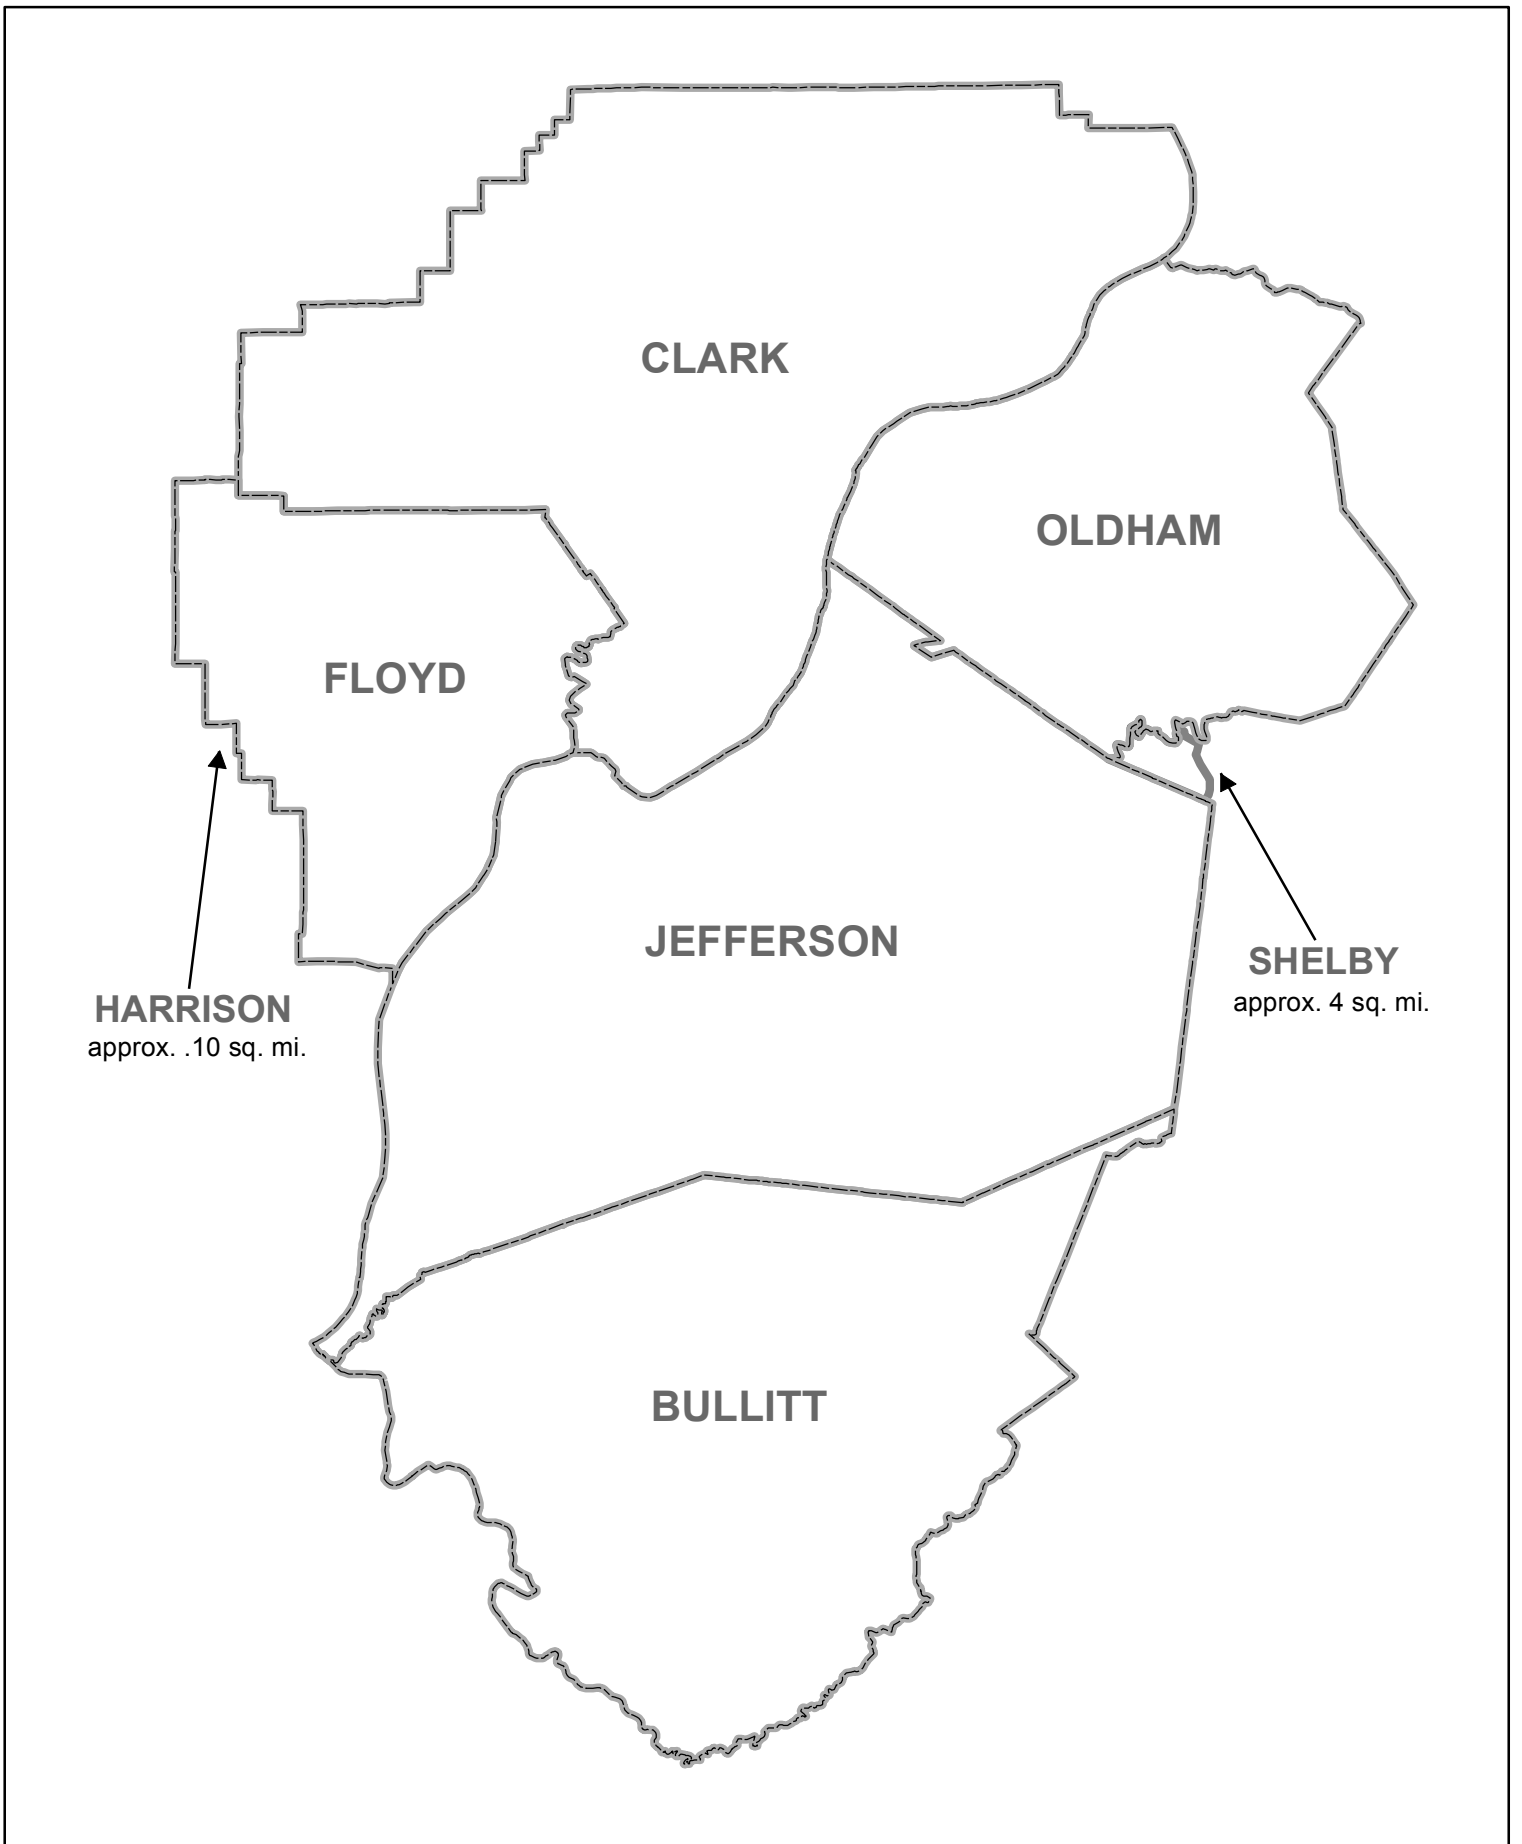 CLARK
OLDHAM
FLOYD
JEFFERSON
SHELBY
approx. 4 sq. mi.
HARRISON
approx. .10 sq. mi.
BULLITT